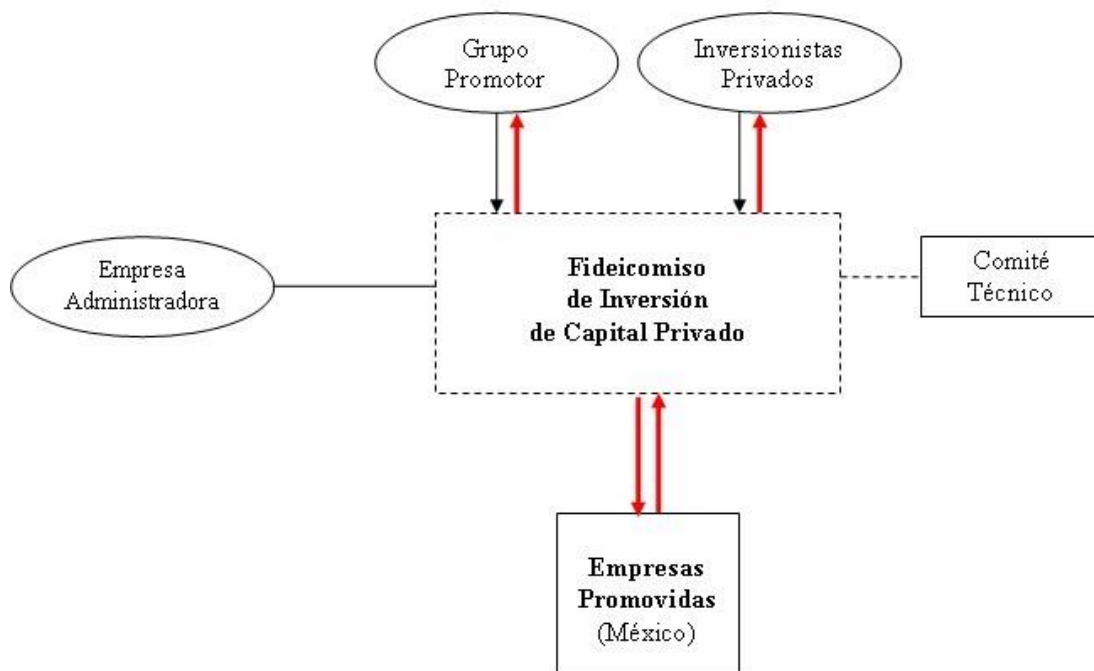 Grupo
Promotor
Inversionistas
Privados
Empresa
Administradora
Fideicomiso
de Inversión
de Capital Privado
Comité
Técnico
Empresas
Promovidas
(México)